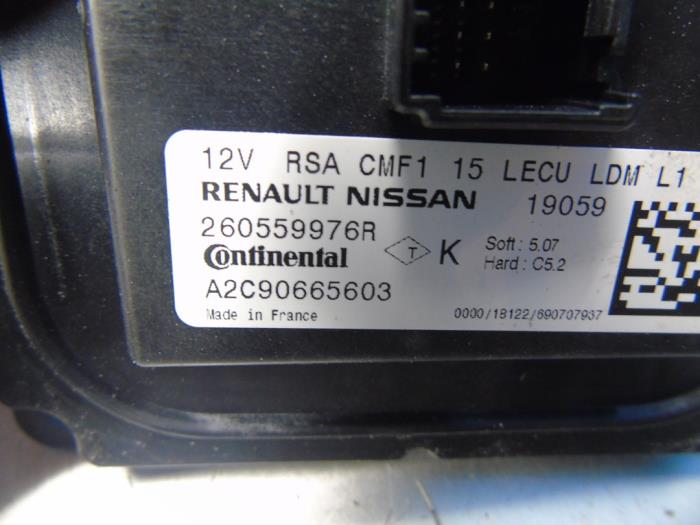 12V RSA CMF1 15 LECU LDM L1
RENAULT NISSAN 19059
260559976R
Continental T K Soft : 5.07
Hard : C5.2
A2C90665603
Made in France 0000/18122/690707937